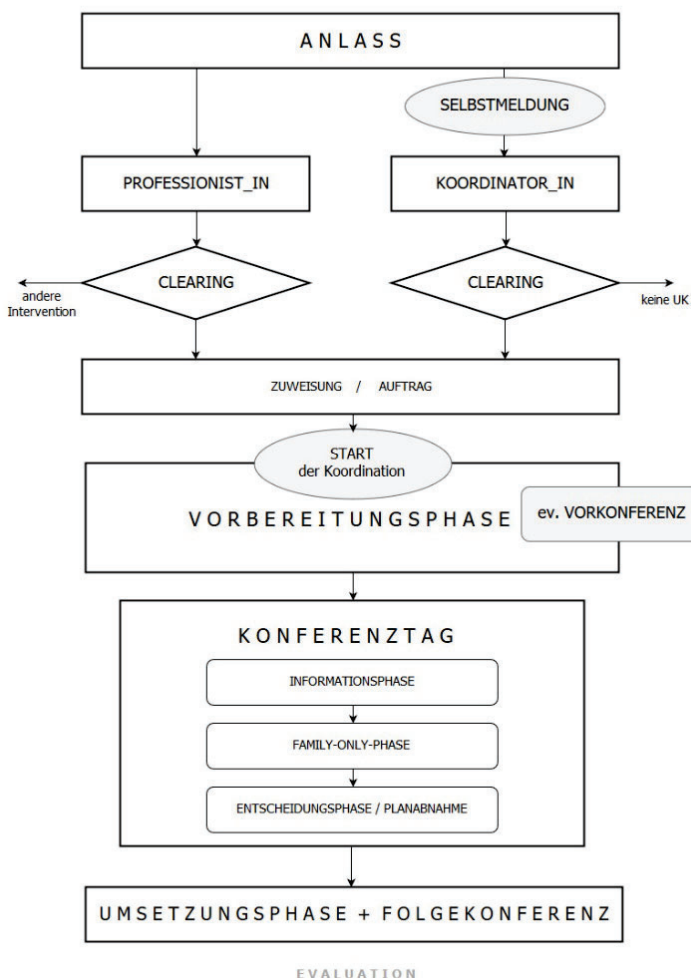 ANLASS
SELBSTMELDUNG
PROFESSIONIST_IN
KOORDINATOR_IN
CLEARING
CLEARING
andere
Intervention
keine UK
ZUWEISUNG / AUFTRAG
START
der Koordination
VORBEREITUNGSPHASE
ev. VORKONFERENZ
KONFERENZTAG
INFORMATIONSPHASE
FAMILY-ONLY-PHASE
ENTSCHEIDUNGSPHASE / PLANABNAHME
UMSETZUNGSPHASE + FOLGEKONFERENZ
EVALUATION